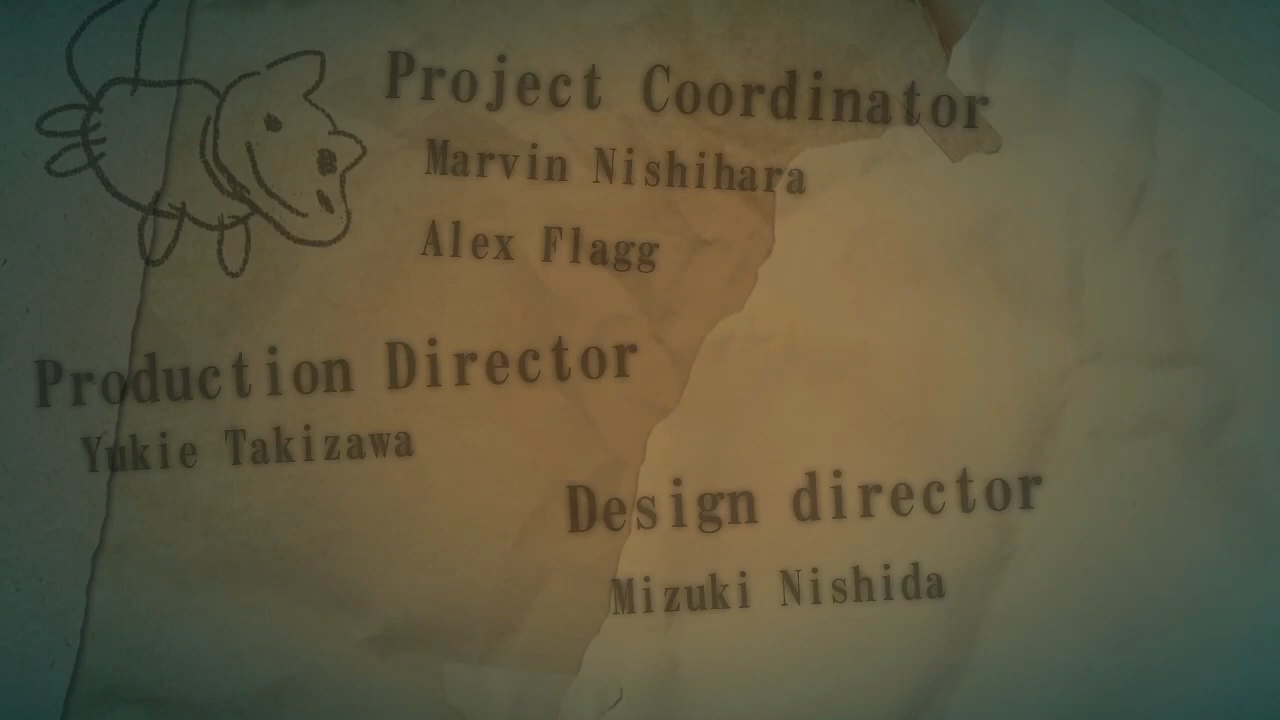 Project Coordinator
Marvin Nishihara
Alex Flagg
Production Director
Yukie Takizawa
Design director
Mizuki Nishida